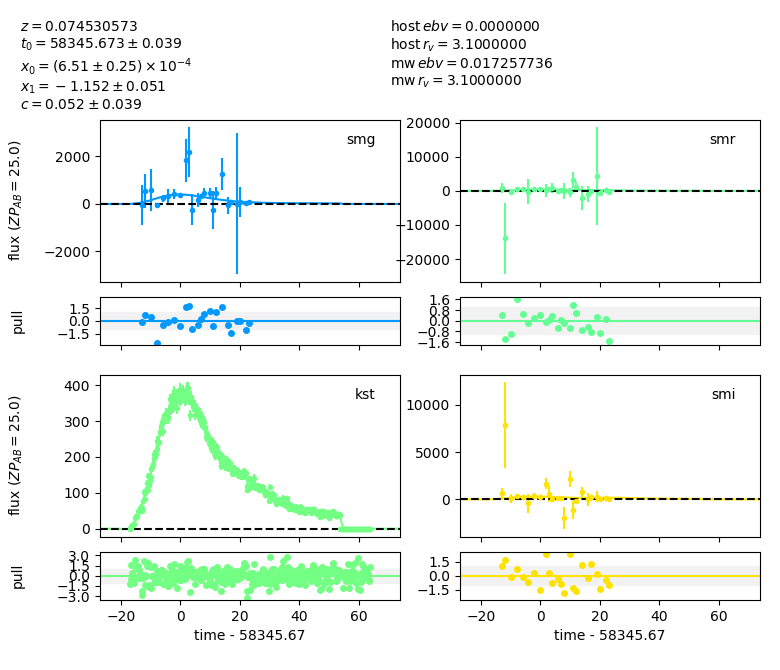 z = 0.074530573
t₀ = 58345.673 ± 0.039
x₀ = (6.51 ± 0.25) × 10⁻⁴
x₁ = −1.152 ± 0.051
c = 0.052 ± 0.039
host ebv = 0.0000000
host r_v = 3.1000000
mw ebv = 0.017257736
mw r_v = 3.1000000
smg
2000
0
−2000
flux (ZP_AB = 25.0)
smr
20000
10000
0
−10000
−20000
1.5
0.0
−1.5
pull
1.6
0.8
0.0
−0.8
−1.6
kst
400
300
200
100
0
flux (ZP_AB = 25.0)
smi
10000
5000
0
3.0
1.5
0.0
−1.5
−3.0
pull
−20 0 20 40 60
time - 58345.67
1.5
0.0
−1.5
−20 0 20 40 60
time - 58345.67